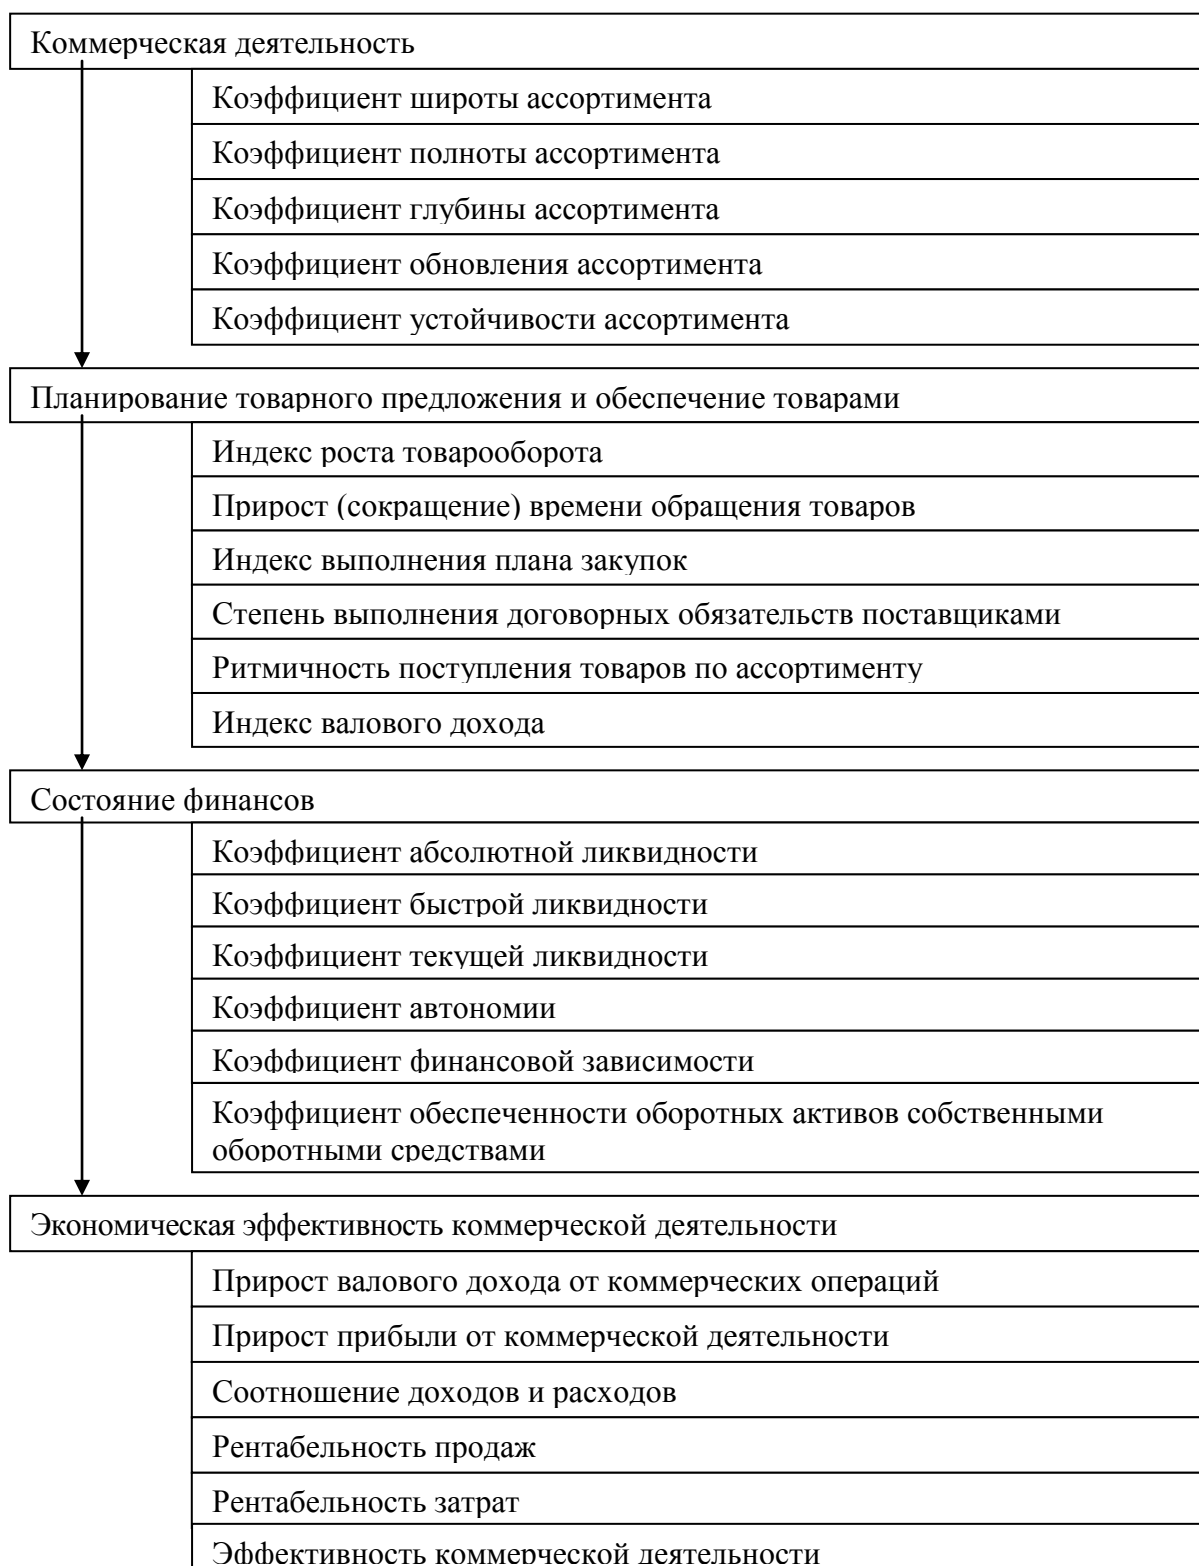 Коммерческая деятельность
Коэффициент широты ассортимента
Коэффициент полноты ассортимента
Коэффициент глубины ассортимента
Коэффициент обновления ассортимента
Коэффициент устойчивости ассортимента
Планирование товарного предложения и обеспечение товарами
Индекс роста товарооборота
Прирост (сокращение) времени обращения товаров
Индекс выполнения плана закупок
Степень выполнения договорных обязательств поставщиками
Ритмичность поступления товаров по ассортименту
Индекс валового дохода
Состояние финансов
Коэффициент абсолютной ликвидности
Коэффициент быстрой ликвидности
Коэффициент текущей ликвидности
Коэффициент автономии
Коэффициент финансовой зависимости
Коэффициент обеспеченности оборотных активов собственными
оборотными средствами
Экономическая эффективность коммерческой деятельности
Прирост валового дохода от коммерческих операций
Прирост прибыли от коммерческой деятельности
Соотношение доходов и расходов
Рентабельность продаж
Рентабельность затрат
Эффективность коммерческой деятельности